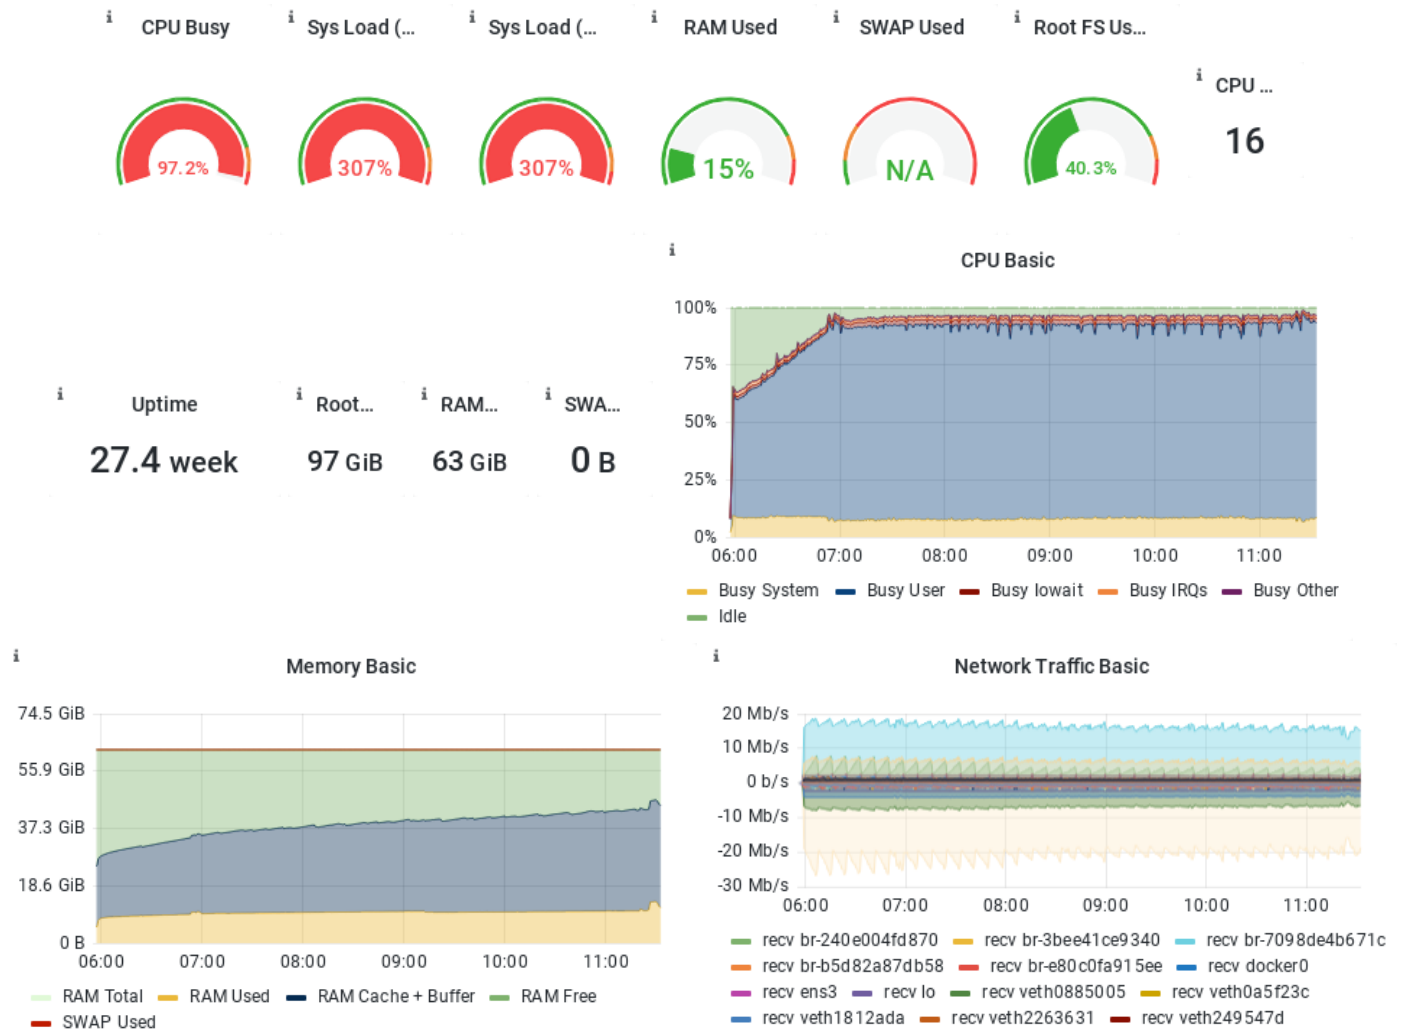 CPU Busy
Sys Load (...
Sys Load (...
RAM Used
SWAP Used
Root FS Us...
CPU ...
97.2%
307%
307%
15%
N/A
40.3%
16
CPU Basic
Uptime
Root...
RAM...
SWA...
27.4 week
97 GiB
63 GiB
0 B
100%
75%
50%
25%
0%
06:00 07:00 08:00 09:00 10:00 11:00
Busy System Busy User Busy Iowait Busy IRQs Busy Other
Idle
Memory Basic
74.5 GiB
55.9 GiB
37.3 GiB
18.6 GiB
0 B
06:00 07:00 08:00 09:00 10:00 11:00
RAM Total RAM Used RAM Cache + Buffer RAM Free
SWAP Used
Network Traffic Basic
20 Mb/s
10 Mb/s
0 b/s
-10 Mb/s
-20 Mb/s
-30 Mb/s
06:00 07:00 08:00 09:00 10:00 11:00
recv br-240e004fd870 recv br-3bee41ce9340 recv br-7098de4b671c
recv br-b5d82a87db58 recv br-e80c0fa915ee recv docker0
recv ens3 recv lo recv veth0885005 recv veth0a5f23c
recv veth1812ada recv veth2263631 recv veth249547d